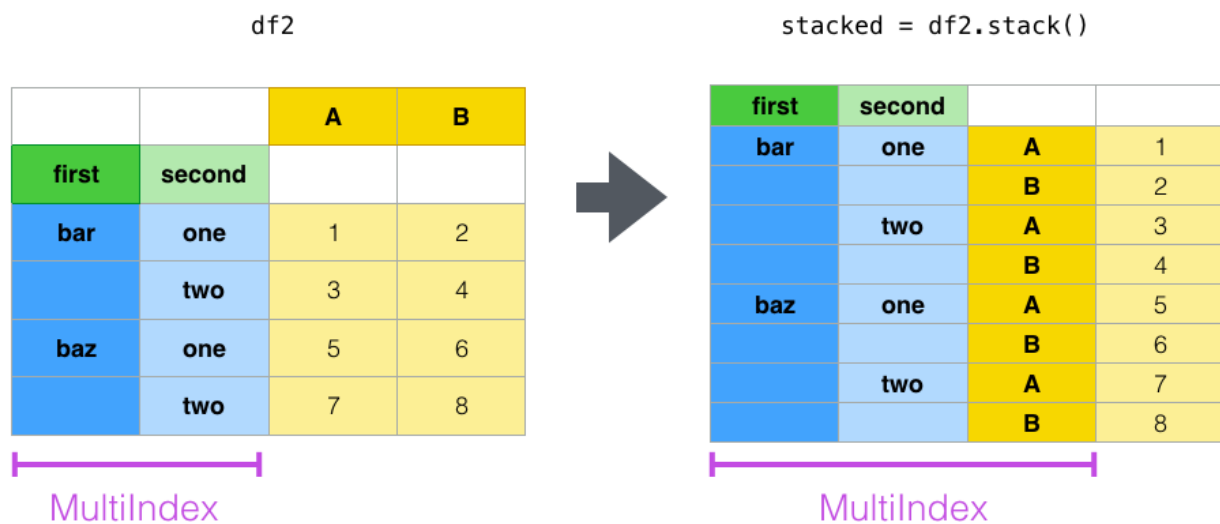 df2
stacked = df2.stack()
A B
first second
bar one 1 2
two 3 4
baz one 5 6
two 7 8
MultiIndex
first second
bar one A 1
B 2
two A 3
B 4
baz one A 5
B 6
two A 7
B 8
MultiIndex